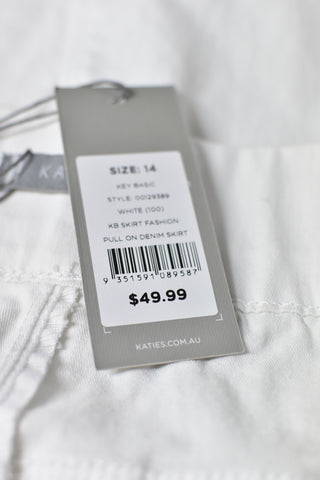 KA
SIZE: 14
KEY BASIC
STYLE: 00129389
WHITE (100)
KB SKIRT FASHION
PULL ON DENIM SKIRT
9 351591 089587
$49.99
KATIES.COM.AU